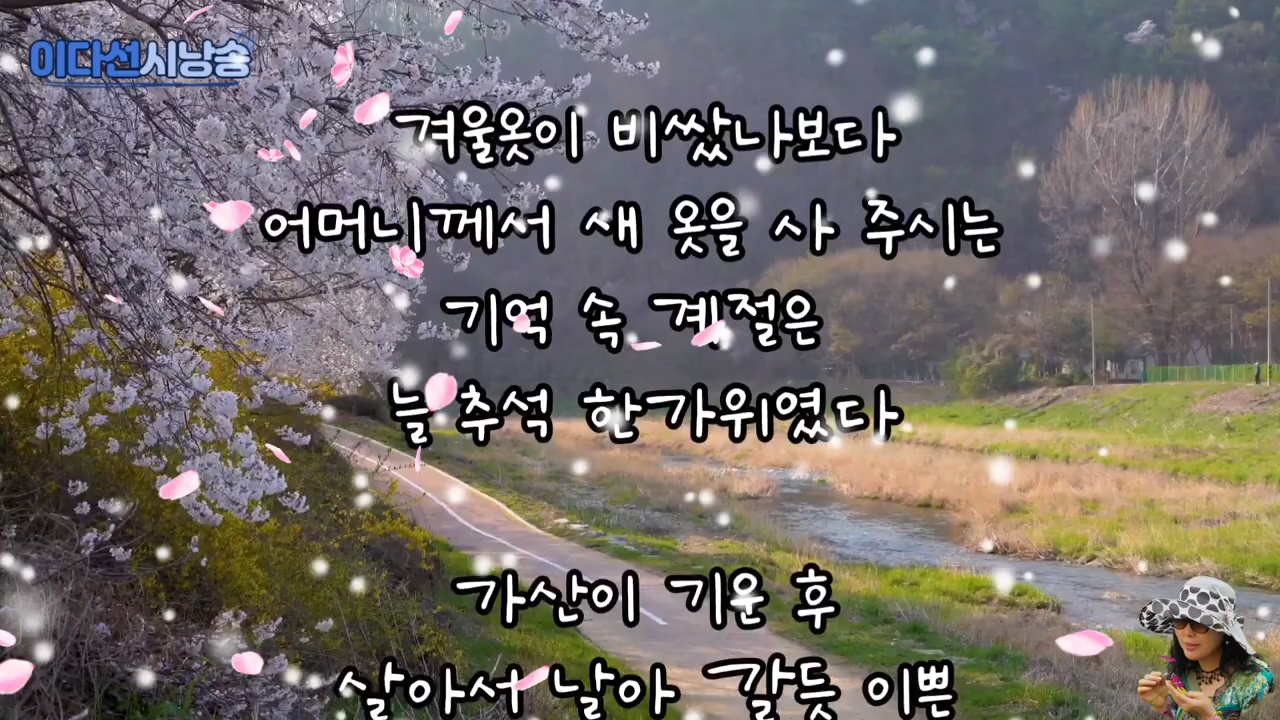 이다선시낭송
겨울옷이 비쌌나보다
어머니께서 새 옷을 사 주시는
기억 속 계절은
늘 추석 한가위였다
가산이 기운 후
살아서 날아 갈듯 이쁜